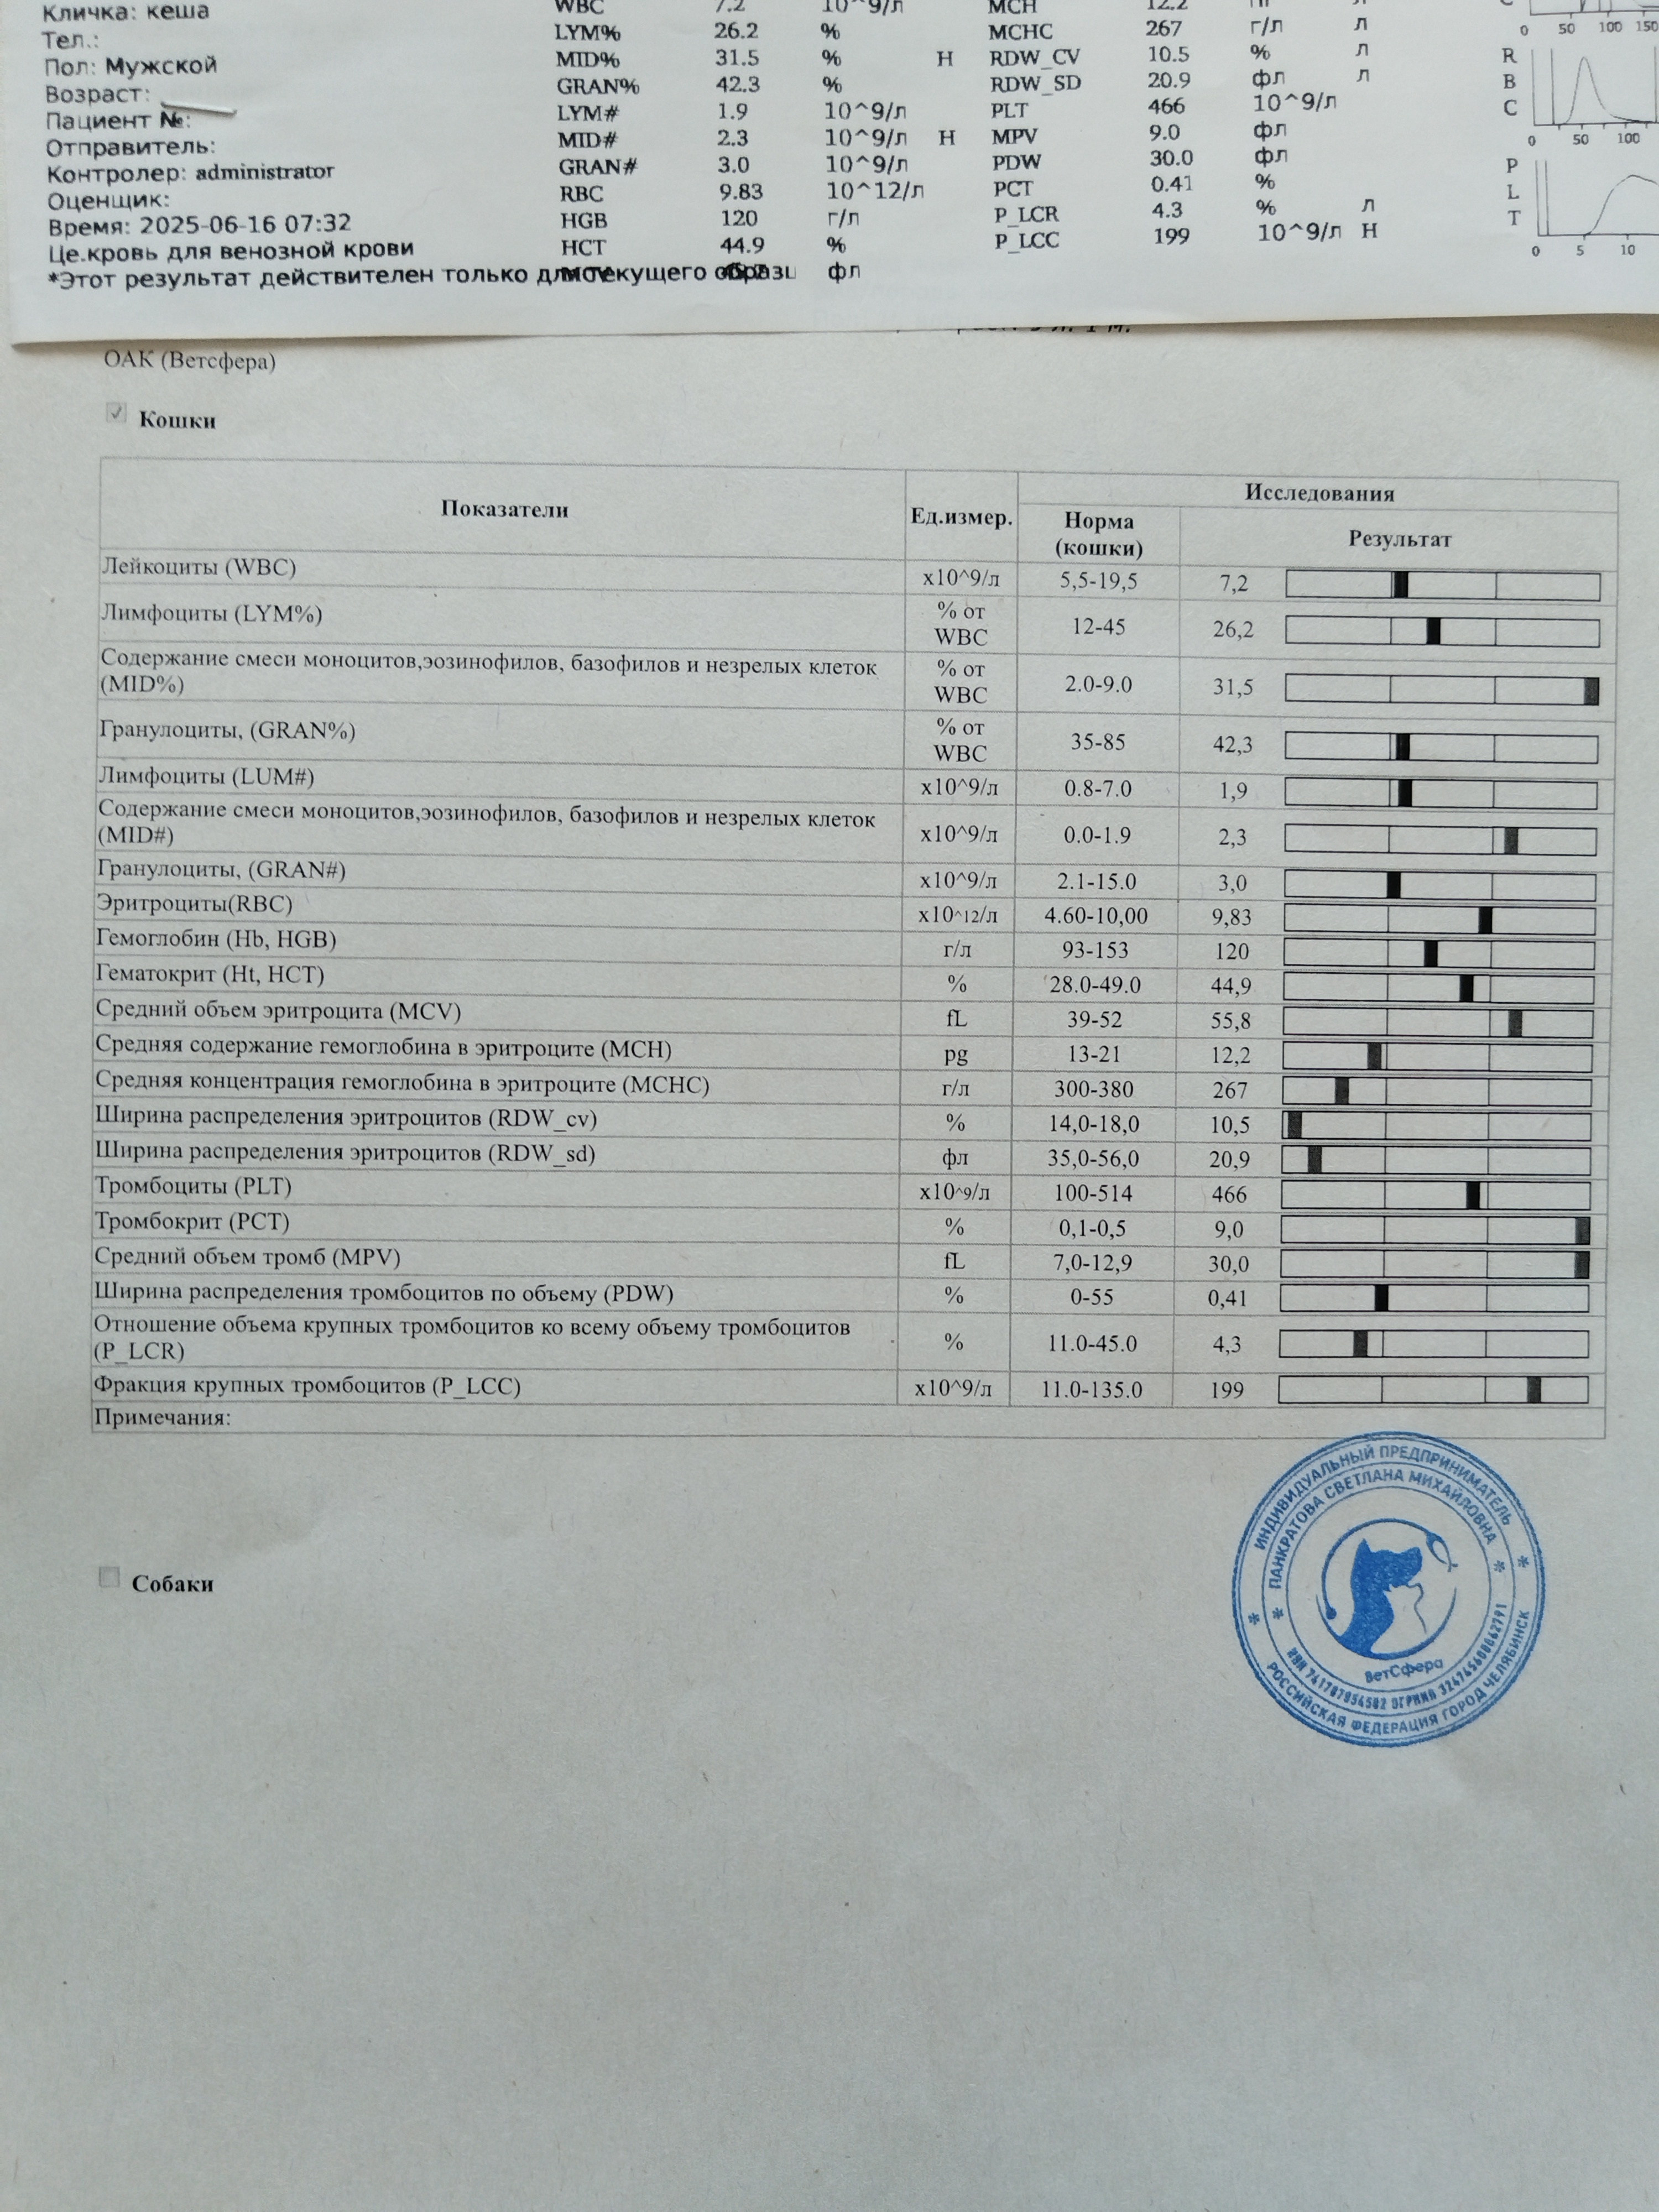 Кличка: кеша
Тел.:
Пол: Мужской
Возраст:
Пациент №:
Отправитель:
Контролер: administrator
Оценщик:
Время: 2025-06-16 07:32
Це.кровь для венозной крови
*Этот результат действителен только для текущего образц
WBC 7.2 10^9/л
LYM% 26.2 %
MID% 31.5 % H
GRAN% 42.3 %
LYM# 1.9 10^9/л
MID# 2.3 10^9/л H
GRAN# 3.0 10^9/л
RBC 9.83 10^12/л
HGB 120 г/л
HCT 44.9 %
фл
MCH 12.2 пг л
MCHC 267 г/л л
RDW_CV 10.5 % л
RDW_SD 20.9 фл л
PLT 466 10^9/л
MPV 9.0 фл
PDW 30.0 фл
PCT 0.41 %
P_LCR 4.3 % л
P_LCC 199 10^9/л H
C
0 50 100 150
R
B
C
0 50 100
P
L
T
0 5 10
ОАК (Ветсфера)
Кошки
Показатели Ед.измер. Исследования
Норма (кошки) Результат
Лейкоциты (WBC) x10^9/л 5,5-19,5 7,2
Лимфоциты (LYM%) % от WBC 12-45 26,2
Содержание смеси моноцитов,эозинофилов, базофилов и незрелых клеток
(MID%) % от WBC 2.0-9.0 31,5
Гранулоциты, (GRAN%) % от WBC 35-85 42,3
Лимфоциты (LUM#) x10^9/л 0.8-7.0 1,9
Содержание смеси моноцитов,эозинофилов, базофилов и незрелых клеток
(MID#) x10^9/л 0.0-1.9 2,3
Гранулоциты, (GRAN#) x10^9/л 2.1-15.0 3,0
Эритроциты(RBC) x10^12/л 4.60-10,00 9,83
Гемоглобин (Hb, HGB) г/л 93-153 120
Гематокрит (Ht, HCT) % 28.0-49.0 44,9
Средний объем эритроцита (MCV) fL 39-52 55,8
Средняя содержание гемоглобина в эритроците (MCH) pg 13-21 12,2
Средняя концентрация гемоглобина в эритроците (MCHC) г/л 300-380 267
Ширина распределения эритроцитов (RDW_cv) % 14,0-18,0 10,5
Ширина распределения эритроцитов (RDW_sd) фл 35,0-56,0 20,9
Тромбоциты (PLT) x10^9/л 100-514 466
Тромбокрит (PCT) % 0,1-0,5 9,0
Средний объем тромб (MPV) fL 7,0-12,9 30,0
Ширина распределения тромбоцитов по объему (PDW) % 0-55 0,41
Отношение объема крупных тромбоцитов ко всему объему тромбоцитов
(P_LCR) % 11.0-45.0 4,3
Фракция крупных тромбоцитов (P_LCC) x10^9/л 11.0-135.0 199
Примечания:
ИНДИВИДУАЛЬНЫЙ ПРЕДПРИНИМАТЕЛЬ
ПАНКРАТОВА СВЕТЛАНА МИХАЙЛОВНА
ВетСфера
РОССИЙСКАЯ ФЕДЕРАЦИЯ ГОРОД ЧЕЛЯБИНСК
Собаки